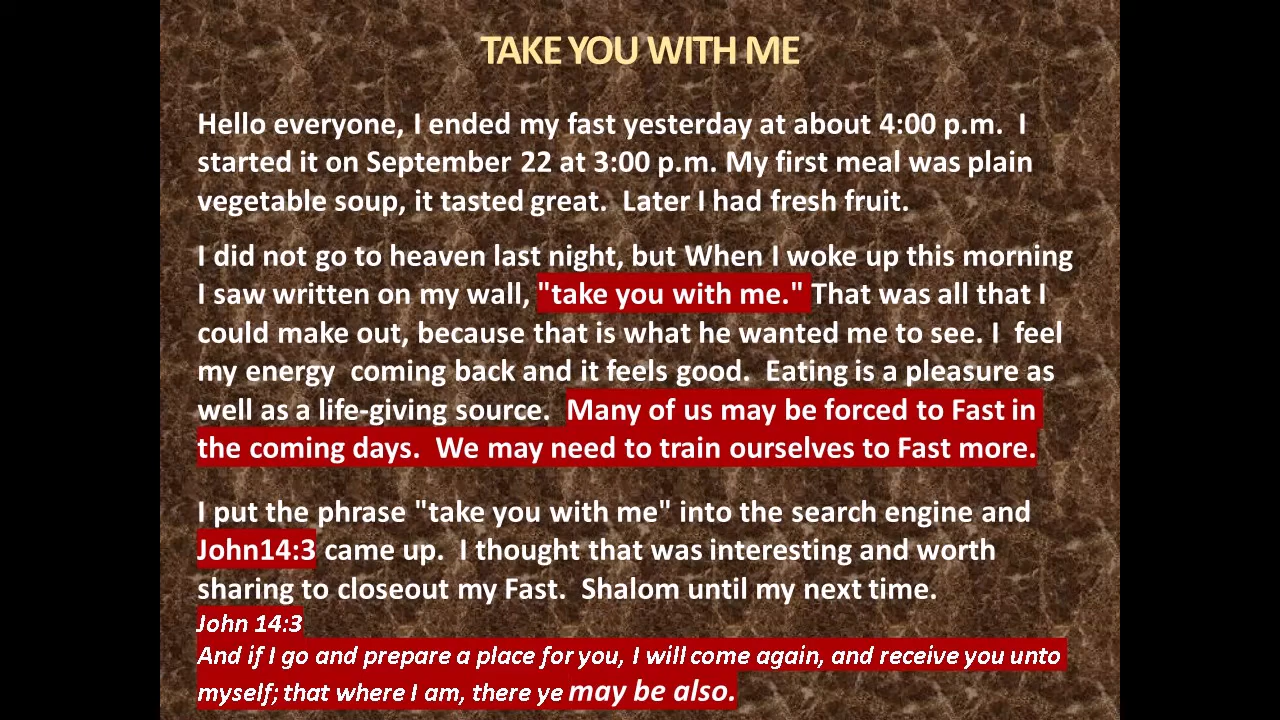 TAKE YOU WITH ME
Hello everyone, I ended my fast yesterday at about 4:00 p.m.  I
started it on September 22 at 3:00 p.m. My first meal was plain
vegetable soup, it tasted great.  Later I had fresh fruit.
I did not go to heaven last night, but When I woke up this morning
I saw written on my wall, "take you with me." That was all that I
could make out, because that is what he wanted me to see. I  feel
my energy  coming back and it feels good.  Eating is a pleasure as
well as a life-giving source.  Many of us may be forced to Fast in
the coming days.  We may need to train ourselves to Fast more.
I put the phrase "take you with me" into the search engine and
John14:3 came up.  I thought that was interesting and worth
sharing to closeout my Fast.  Shalom until my next time.
John 14:3
And if I go and prepare a place for you, I will come again, and receive you unto
myself; that where I am, there ye may be also.